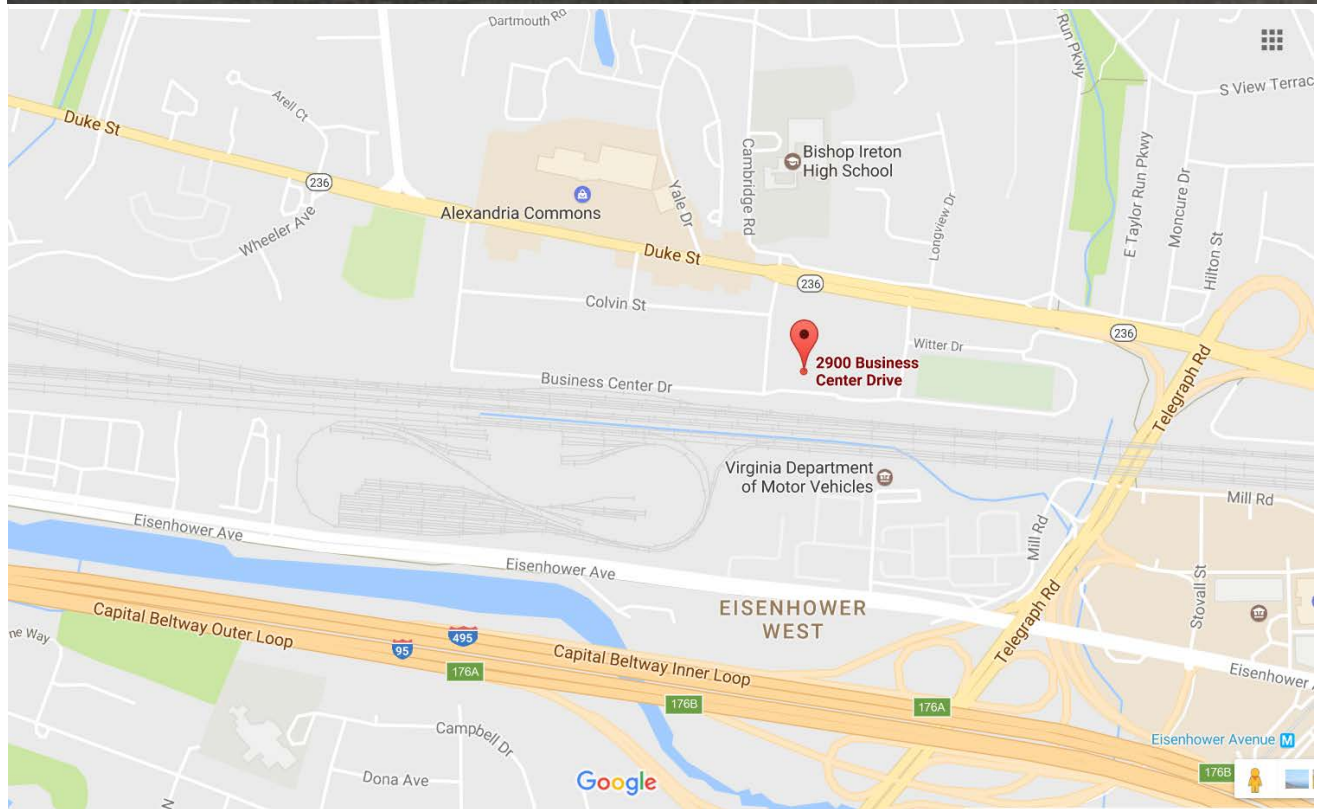 Dartmouth Rd
Run Pkwy
S View Terrac
Arell Ct
Duke St
Bishop Ireton
High School
Cambridge Rd
E Taylor Run Pkwy
Moncure Dr
236
Yale Dr
Alexandria Commons
Longview Dr
Wheeler Ave
Hilton St
Duke St
236
Colvin St
236
Witter Dr
2900 Business
Center Drive
Business Center Dr
Telegraph Rd
Virginia Department
of Motor Vehicles
Mill Rd
Eisenhower Ave
Mill Rd
Eisenhower Ave
Stovall St
EISENHOWER
WEST
Capital Beltway Outer Loop
ne Way
495
95
Telegraph Rd
Capital Beltway Inner Loop
176A
Eisenhower
176B
176A
Campbell Dr
Eisenhower Avenue M
176B
Dona Ave
Google
N